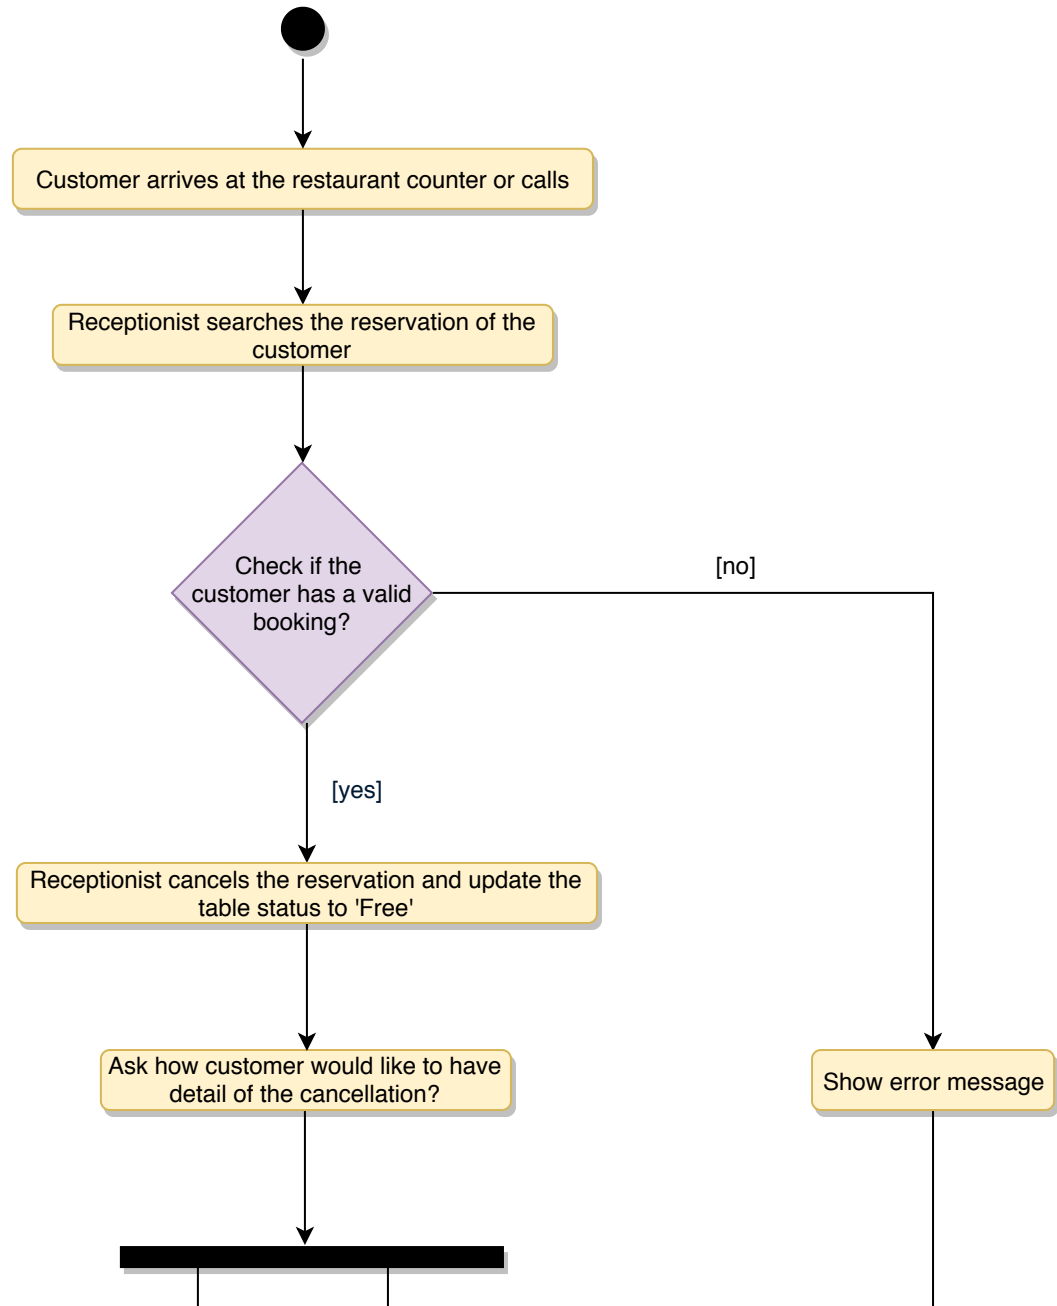 Customer arrives at the restaurant counter or calls
Receptionist searches the reservation of the
customer
Check if the
customer has a valid
booking?
[no]
[yes]
Receptionist cancels the reservation and update the
table status to 'Free'
Ask how customer would like to have
detail of the cancellation?
Show error message